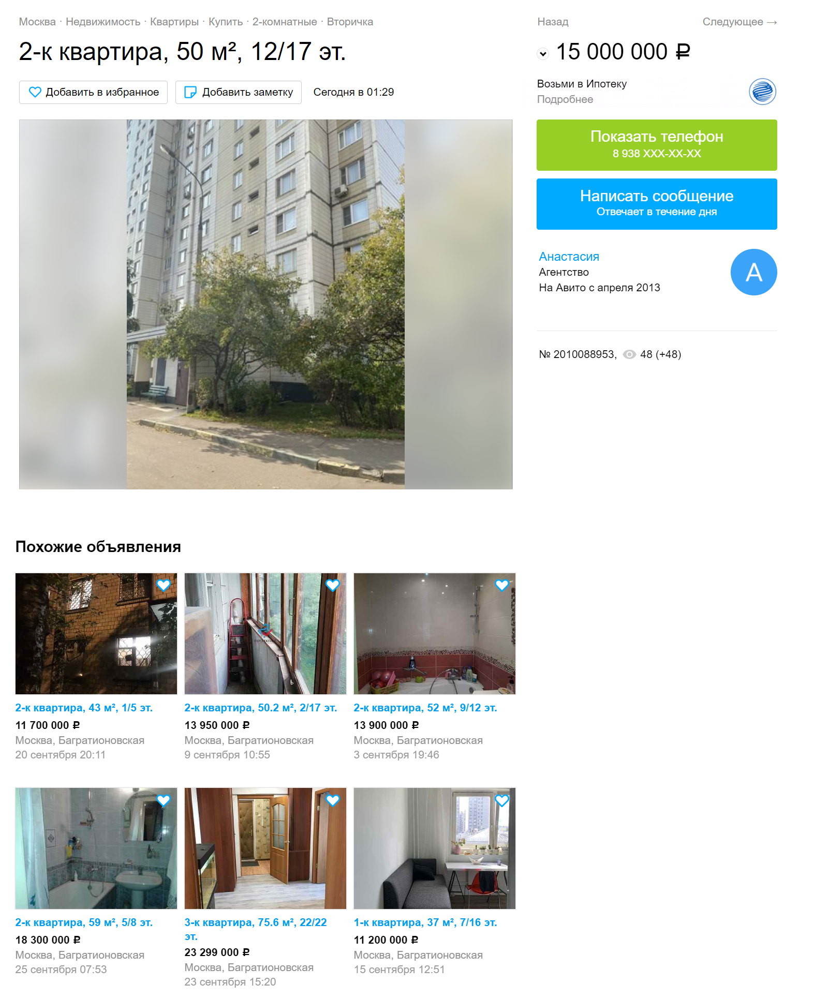 Москва · Недвижимость · Квартиры · Купить · 2-комнатные · Вторичка
Назад
Следующее →
2-к квартира, 50 м², 12/17 эт.
15 000 000 ₽
Добавить в избранное
Добавить заметку
Сегодня в 01:29
Возьми в Ипотеку
Подробнее
Показать телефон
8 938 XXX-XX-XX
Написать сообщение
Отвечает в течение дня
Анастасия
Агентство
На Авито с апреля 2013
А
№ 2010088953, 48 (+48)
Похожие объявления
ПЕРСПЕКТИВА
2-к квартира, 43 м², 1/5 эт.
11 700 000 ₽
Москва, Багратионовская
20 сентября 20:11
2-к квартира, 50.2 м², 2/17 эт.
13 950 000 ₽
Москва, Багратионовская
9 сентября 10:55
2-к квартира, 52 м², 9/12 эт.
13 900 000 ₽
Москва, Багратионовская
3 сентября 19:46
2-к квартира, 59 м², 5/8 эт.
18 300 000 ₽
Москва, Багратионовская
25 сентября 07:53
3-к квартира, 75.6 м², 22/22
эт.
23 299 000 ₽
Москва, Багратионовская
23 сентября 15:20
1-к квартира, 37 м², 7/16 эт.
11 200 000 ₽
Москва, Багратионовская
15 сентября 12:51